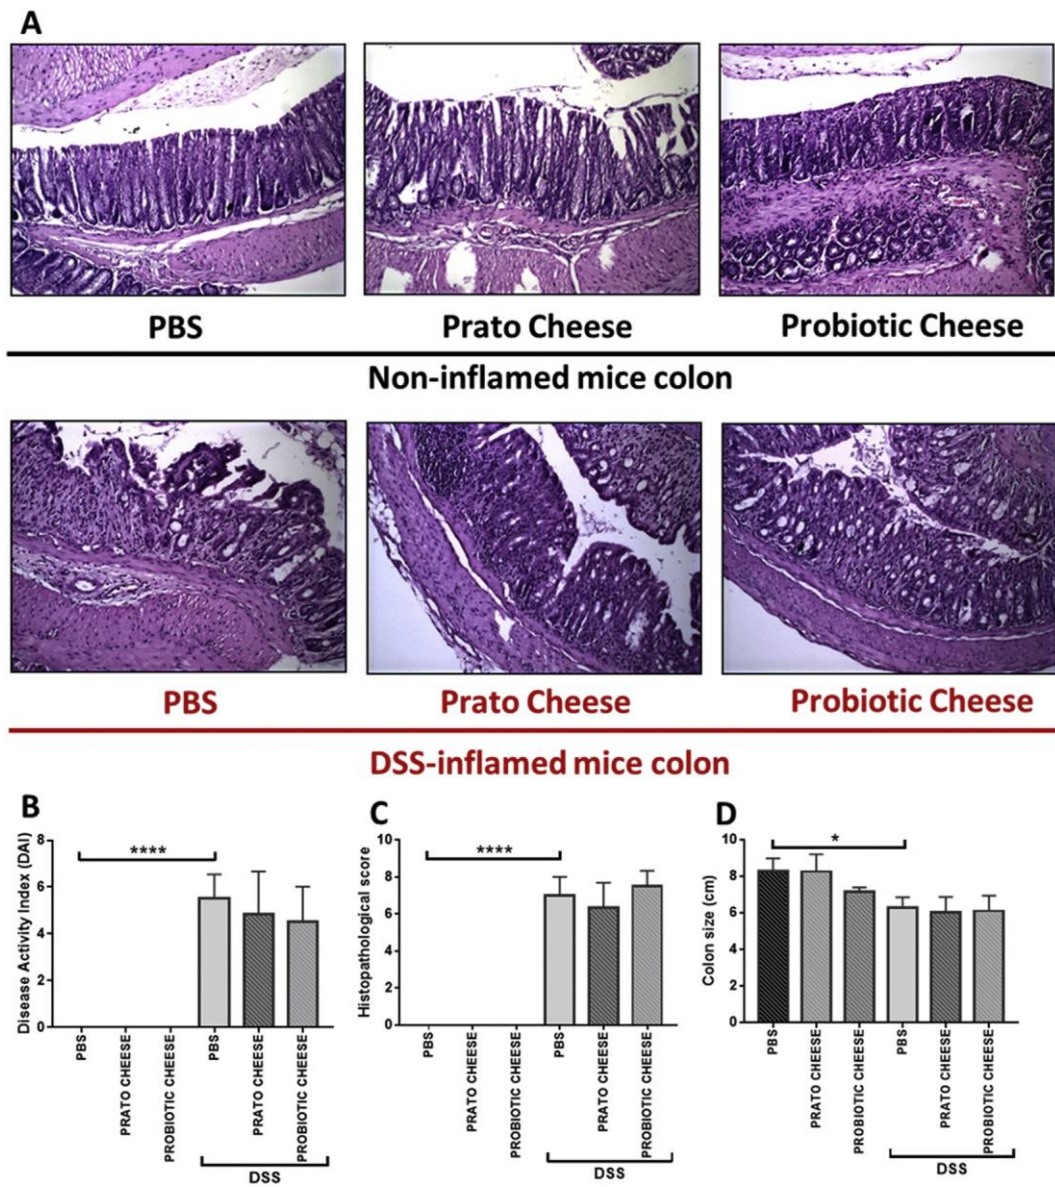 A
PBS
Prato Cheese
Probiotic Cheese
Non-inflamed mice colon
PBS
Prato Cheese
Probiotic Cheese
DSS-inflamed mice colon
B
Disease Activity Index (DAI)
8
6
4
2
0
****
PBS
PRATO CHEESE
PROBIOTIC CHEESE
PBS
PRATO CHEESE
PROBIOTIC CHEESE
DSS
C
Histopathological score
10
8
6
4
2
0
****
PBS
PRATO CHEESE
PROBIOTIC CHEESE
PBS
PRATO CHEESE
PROBIOTIC CHEESE
DSS
D
Colon size (cm)
10
8
6
4
2
0
*
PBS
PRATO CHEESE
PROBIOTIC CHEESE
PBS
PRATO CHEESE
PROBIOTIC CHEESE
DSS